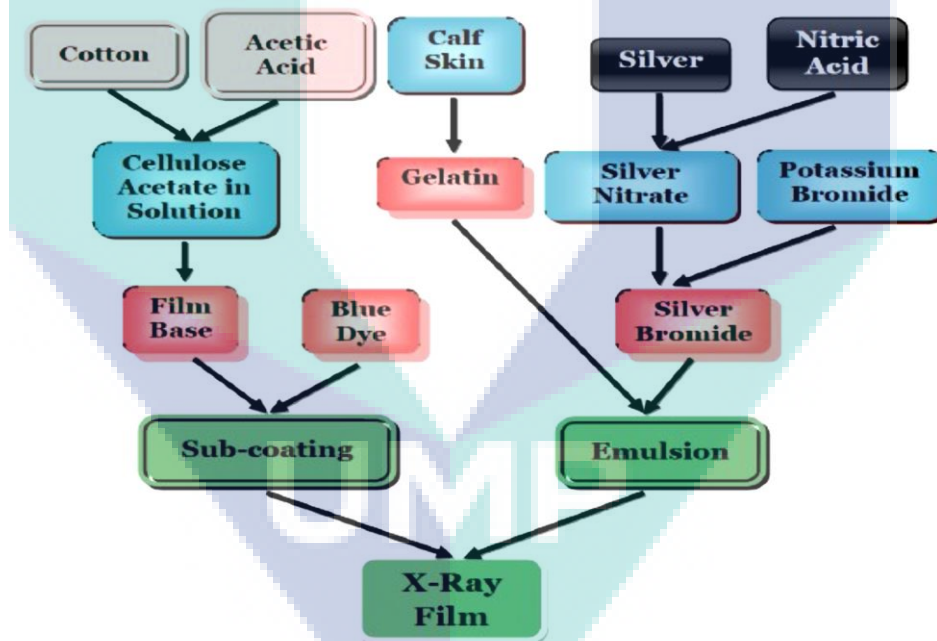 Cotton
Acetic
Acid
Calf
Skin
Silver
Nitric
Acid
Cellulose
Acetate in
Solution
Gelatin
Silver
Nitrate
Potassium
Bromide
Film
Base
Blue
Dye
Silver
Bromide
Sub-coating
Emulsion
UMP
X-Ray
Film